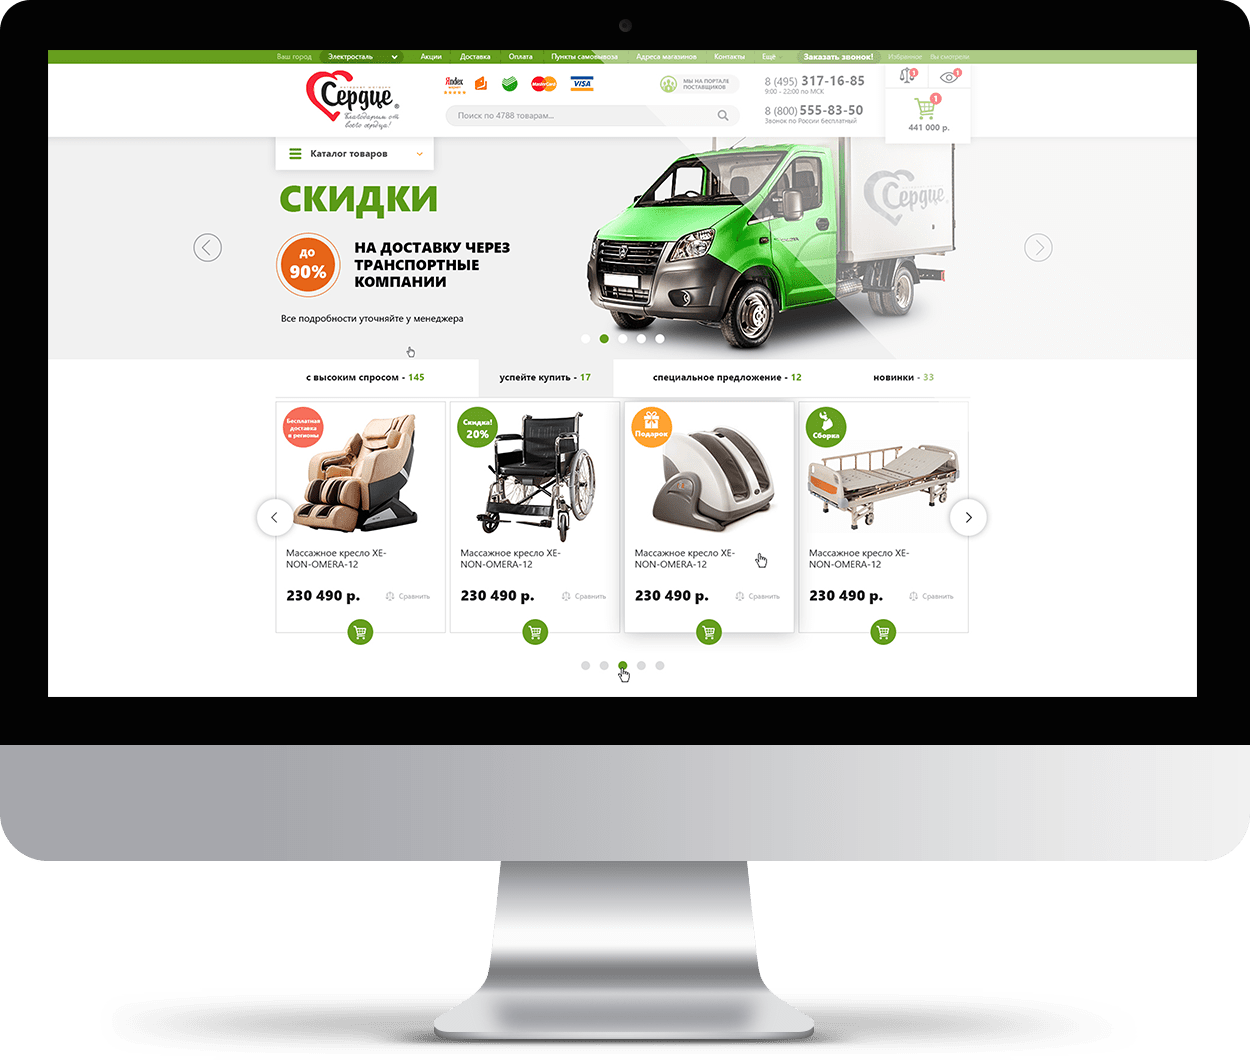 Ваш город Электросталь Акции Доставка Оплата Пункты самовывоза Адреса магазинов Контакты Ещё Заказать звонок! Избранное Вы смотрели
Сердце®
Благодарим от
всего сердца!
Yandex
MasterCard
VISA
МЫ НА ПОРТАЛЕ
ПОСТАВЩИКОВ
Поиск по 4788 товарам...
8 (495) 317-16-85
9:00 - 22:00 по МСК
8 (800) 555-83-50
Звонок по России бесплатный
1
1
1
441 000 р.
Каталог товаров
СКИДКИ
ДО
90%
НА ДОСТАВКУ ЧЕРЕЗ
ТРАНСПОРТНЫЕ
КОМПАНИИ
Все подробности уточняйте у менеджера
Сердце
с высоким спросом - 145
успейте купить - 17
специальное предложение - 12
новинки - 33
Бесплатная
доставка
в регионы
Массажное кресло XE-
NON-OMERA-12
230 490 р.
Сравнить
Скидка!
20%
Массажное кресло XE-
NON-OMERA-12
230 490 р.
Сравнить
Подарок
Массажное кресло XE-
NON-OMERA-12
230 490 р.
Сравнить
Сборка
Массажное кресло XE-
NON-OMERA-12
230 490 р.
Сравнить